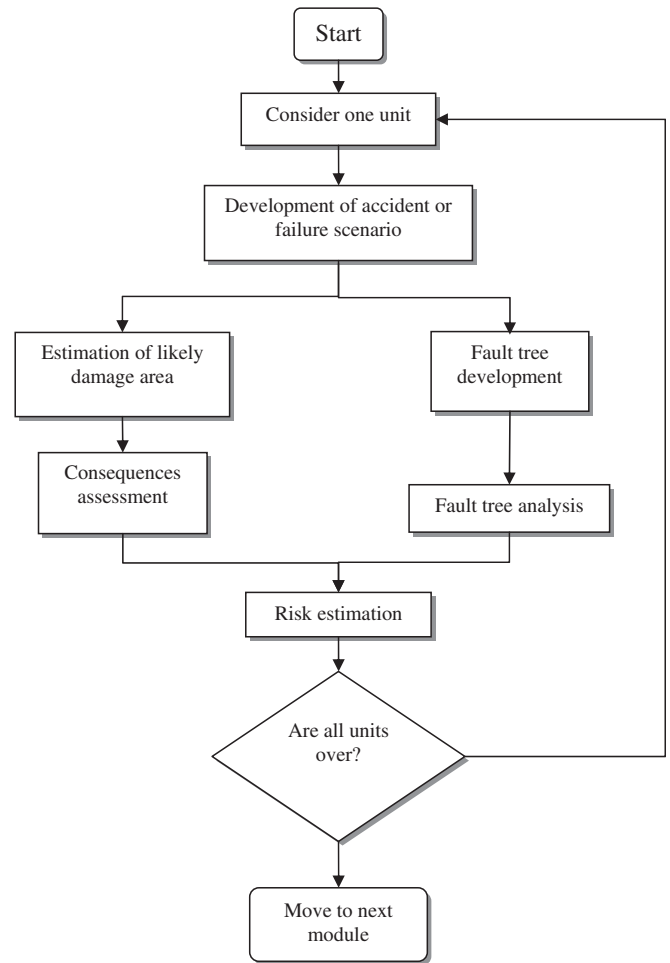 Start
Consider one unit
Development of accident or
failure scenario
Estimation of likely
damage area
Fault tree
development
Consequences
assessment
Fault tree analysis
Risk estimation
Are all units
over?
Move to next
module